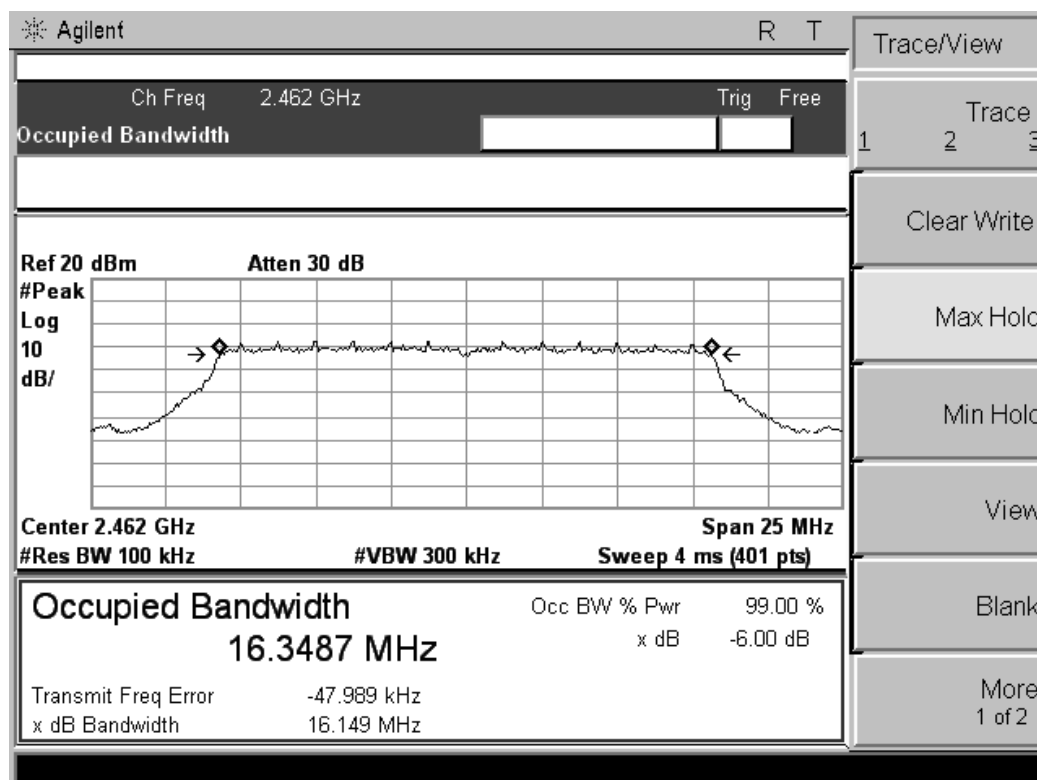 Agilent R T
Trace/View
Ch Freq 2.462 GHz Trig Free
Occupied Bandwidth
Trace
1 2 3
Clear Write
Ref 20 dBm Atten 30 dB
#Peak
Log
10
dB/
Max Hold
Min Hold
View
Center 2.462 GHz Span 25 MHz
#Res BW 100 kHz #VBW 300 kHz Sweep 4 ms (401 pts)
Occupied Bandwidth Occ BW % Pwr 99.00 %
16.3487 MHz x dB -6.00 dB
Blank
Transmit Freq Error -47.989 kHz
x dB Bandwidth 16.149 MHz
More
1 of 2